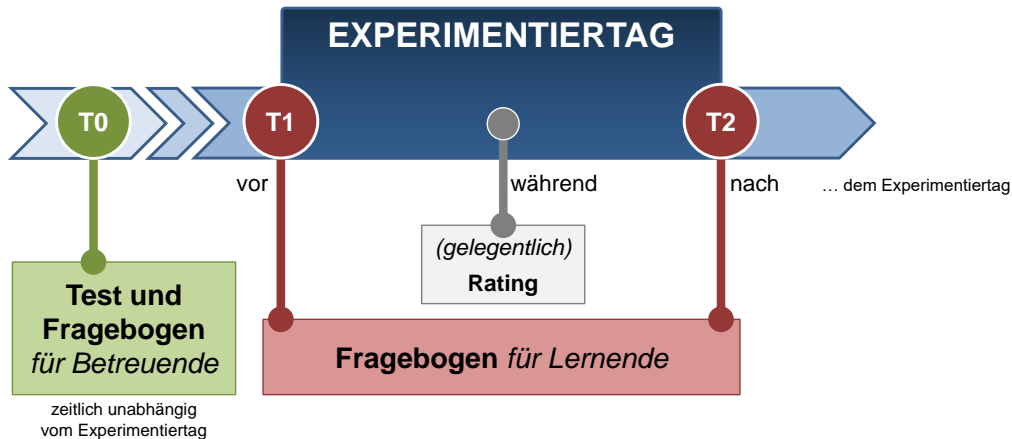 EXPERIMENTIERTAG
T0
T1
T2
vor
während
nach
… dem Experimentiertag
(gelegentlich)
Rating
Test und
Fragebogen
für Betreuende
Fragebogen für Lernende
zeitlich unabhängig
vom Experimentiertag